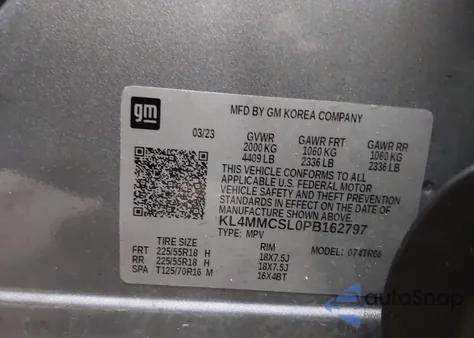 gm
MFD BY GM KOREA COMPANY
03/23 GVWR GAWR FRT GAWR RR
2000 KG 1060 KG 1060 KG
4409 LB 2336 LB 2336 LB
THIS VEHICLE CONFORMS TO ALL
APPLICABLE U.S. FEDERAL MOTOR
VEHICLE SAFETY AND THEFT PREVENTION
STANDARDS IN EFFECT ON THE DATE OF
MANUFACTURE SHOWN ABOVE.
KL4MMCSL0PB162797
TYPE: MPV
TIRE SIZE RIM MODEL: 074TR06
FRT 225/55R18 H 18X7.5J
RR 225/55R18 H 18X7.5J
SPA T125/70R16 M 16X4BT
autoSnap
Powered by